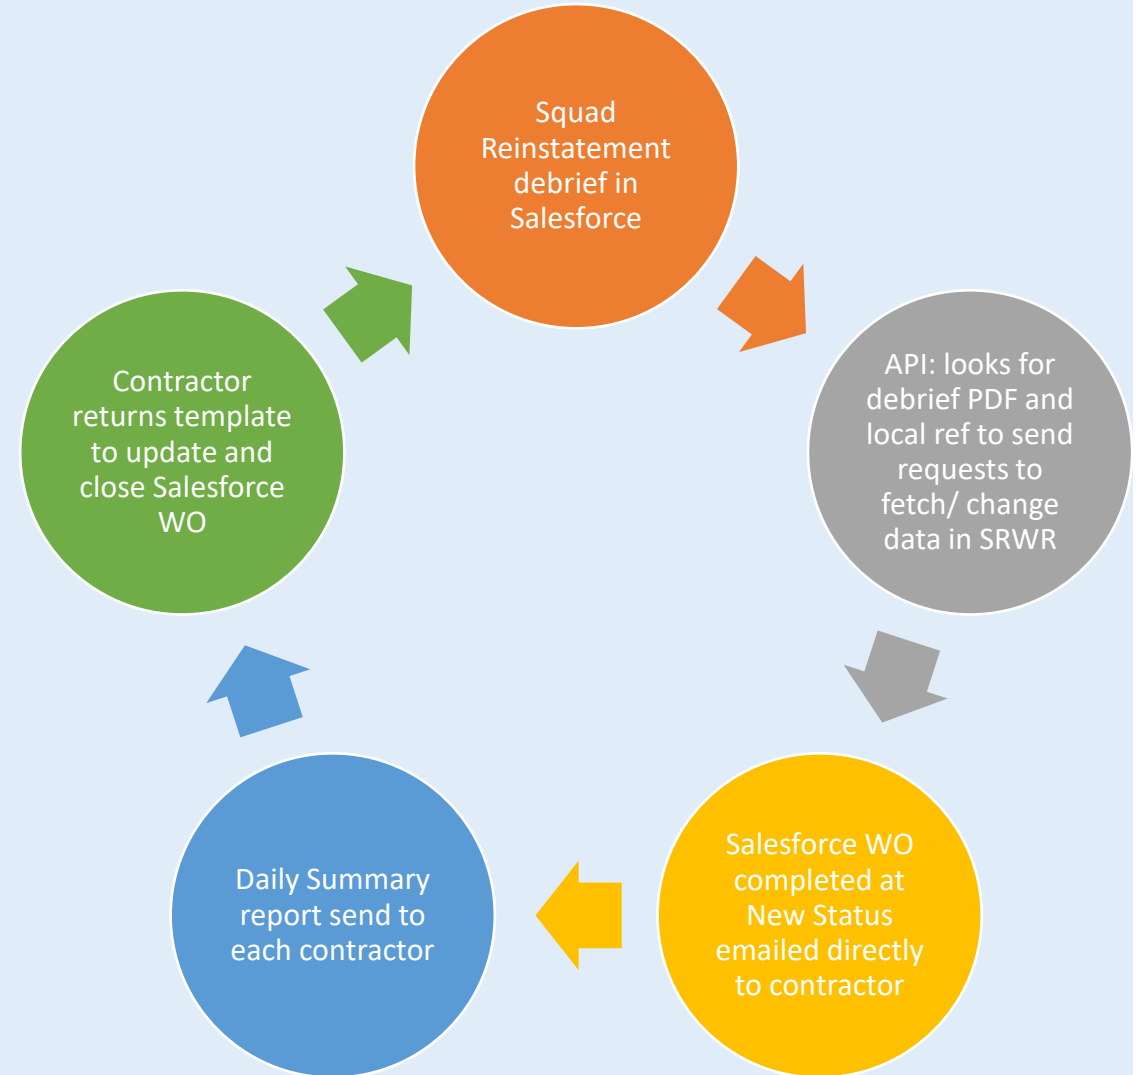 Squad
Reinstatement
debrief in
Salesforce
API: looks for
debrief PDF and
local ref to send
requests to
fetch/ change
data in SRWR
Salesforce WO
completed at
New Status
emailed directly
to contractor
Daily Summary
report send to
each contractor
Contractor
returns template
to update and
close Salesforce
WO